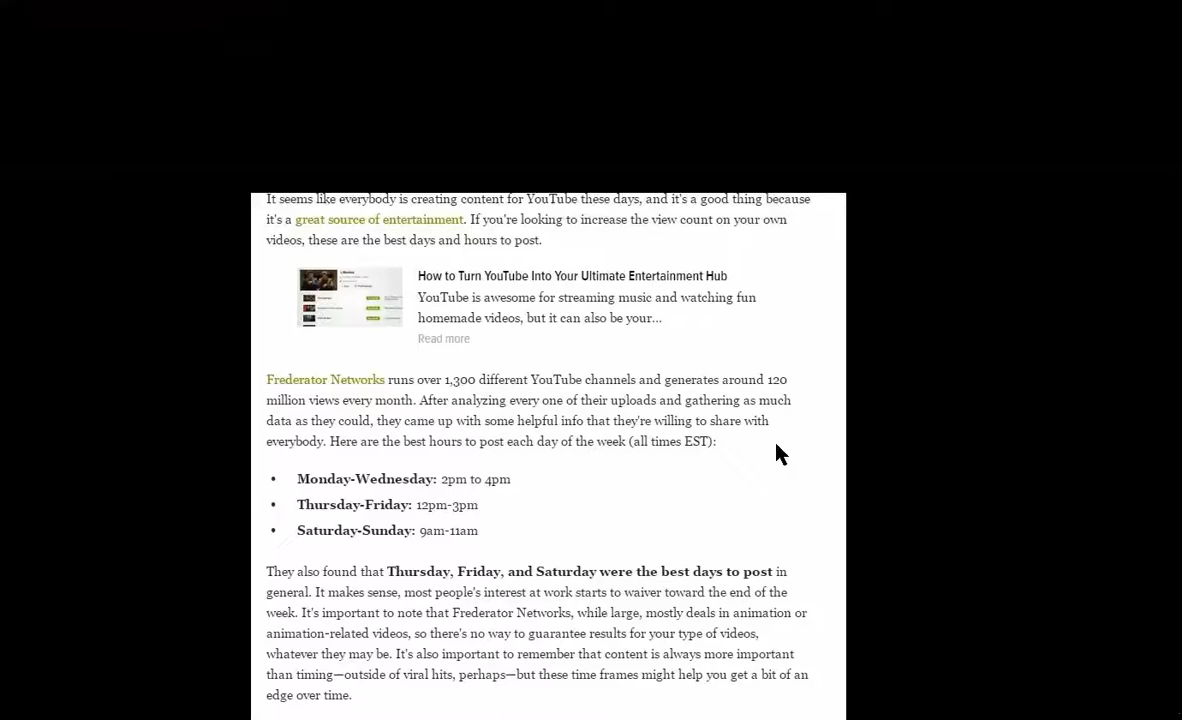 It seems like everybody is creating content for YouTube these days, and it's a good thing because
it's a great source of entertainment. If you're looking to increase the view count on your own
videos, these are the best days and hours to post.
How to Turn YouTube Into Your Ultimate Entertainment Hub
YouTube is awesome for streaming music and watching fun
homemade videos, but it can also be your...
Read more
Frederator Networks runs over 1,300 different YouTube channels and generates around 120
million views every month. After analyzing every one of their uploads and gathering as much
data as they could, they came up with some helpful info that they're willing to share with
everybody. Here are the best hours to post each day of the week (all times EST):
• Monday-Wednesday: 2pm to 4pm
• Thursday-Friday: 12pm-3pm
• Saturday-Sunday: 9am-11am
They also found that Thursday, Friday, and Saturday were the best days to post in
general. It makes sense, most people's interest at work starts to waiver toward the end of the
week. It's important to note that Frederator Networks, while large, mostly deals in animation or
animation-related videos, so there's no way to guarantee results for your type of videos,
whatever they may be. It's also important to remember that content is always more important
than timing—outside of viral hits, perhaps—but these time frames might help you get a bit of an
edge over time.